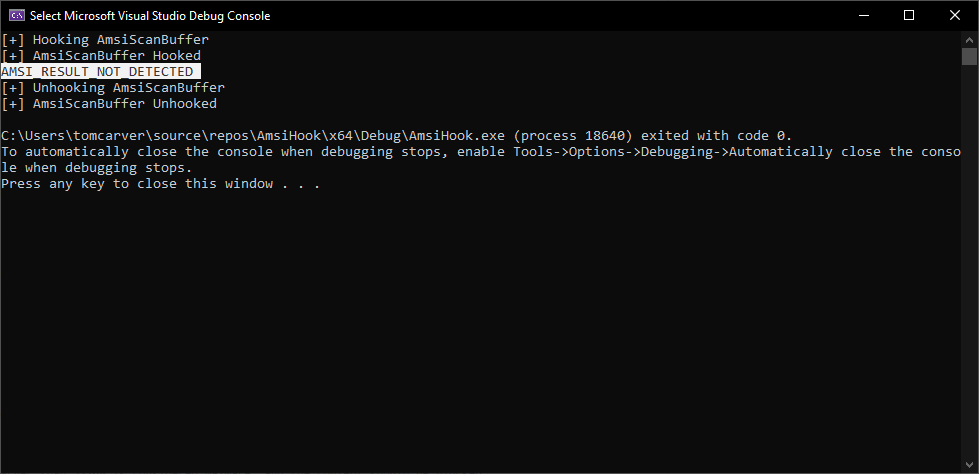 Select Microsoft Visual Studio Debug Console
[+] Hooking AmsiScanBuffer
[+] AmsiScanBuffer Hooked
AMSI_RESULT_NOT_DETECTED
[+] Unhooking AmsiScanBuffer
[+] AmsiScanBuffer Unhooked
C:\Users\tomcarver\source\repos\AmsiHook\x64\Debug\AmsiHook.exe (process 18640) exited with code 0.
To automatically close the console when debugging stops, enable Tools->Options->Debugging->Automatically close the conso
le when debugging stops.
Press any key to close this window . . .